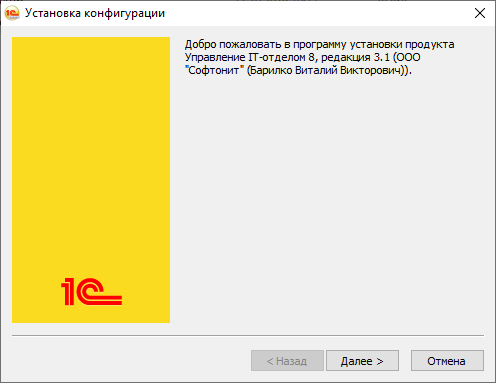 Установка конфигурации
Добро пожаловать в программу установки продукта
Управление IT-отделом 8, редакция 3.1 (ООО
"Софтонит" (Барилко Виталий Викторович)).
1С
< Назад
Далее >
Отмена